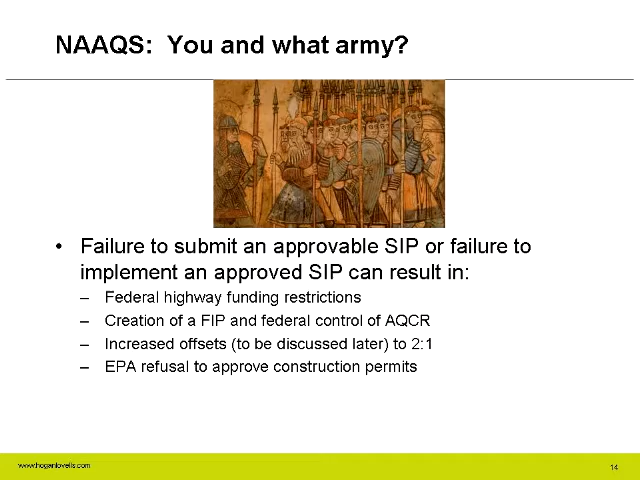 NAAQS:  You and what army?
• Failure to submit an approvable SIP or failure to
implement an approved SIP can result in:
– Federal highway funding restrictions
– Creation of a FIP and federal control of AQCR
– Increased offsets (to be discussed later) to 2:1
– EPA refusal to approve construction permits
www.hoganlovells.com
14